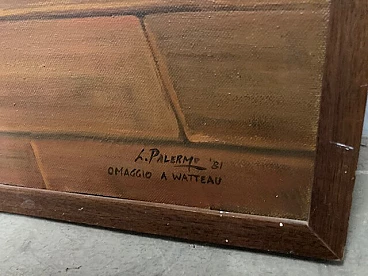 L. PALERMO '81
OMAGGIO A WATTEAU